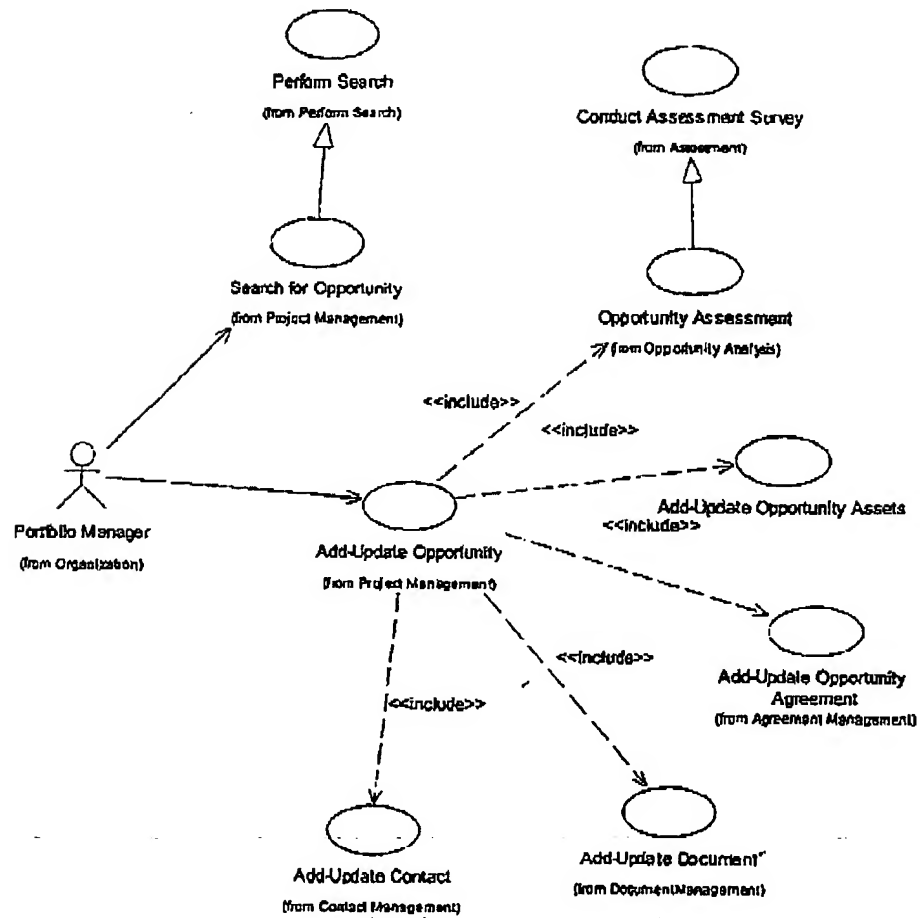 Perform Search
(from Perform Search)
Conduct Assessment Survey
(from Assessment)
Search for Opportunity
(from Project Management)
Opportunity Assessment
(from Opportunity Analysis)
<<include>>
<<include>>
Add-Update Opportunity Assets
<<include>>
Portfolio Manager
(from Organization)
Add-Update Opportunity
(from Project Management)
<<include>>
Add-Update Opportunity
Agreement
(from Agreement Management)
<<include>>
Add-Update Document
(from DocumentManagement)
Add-Update Contact
(from Contact Management)